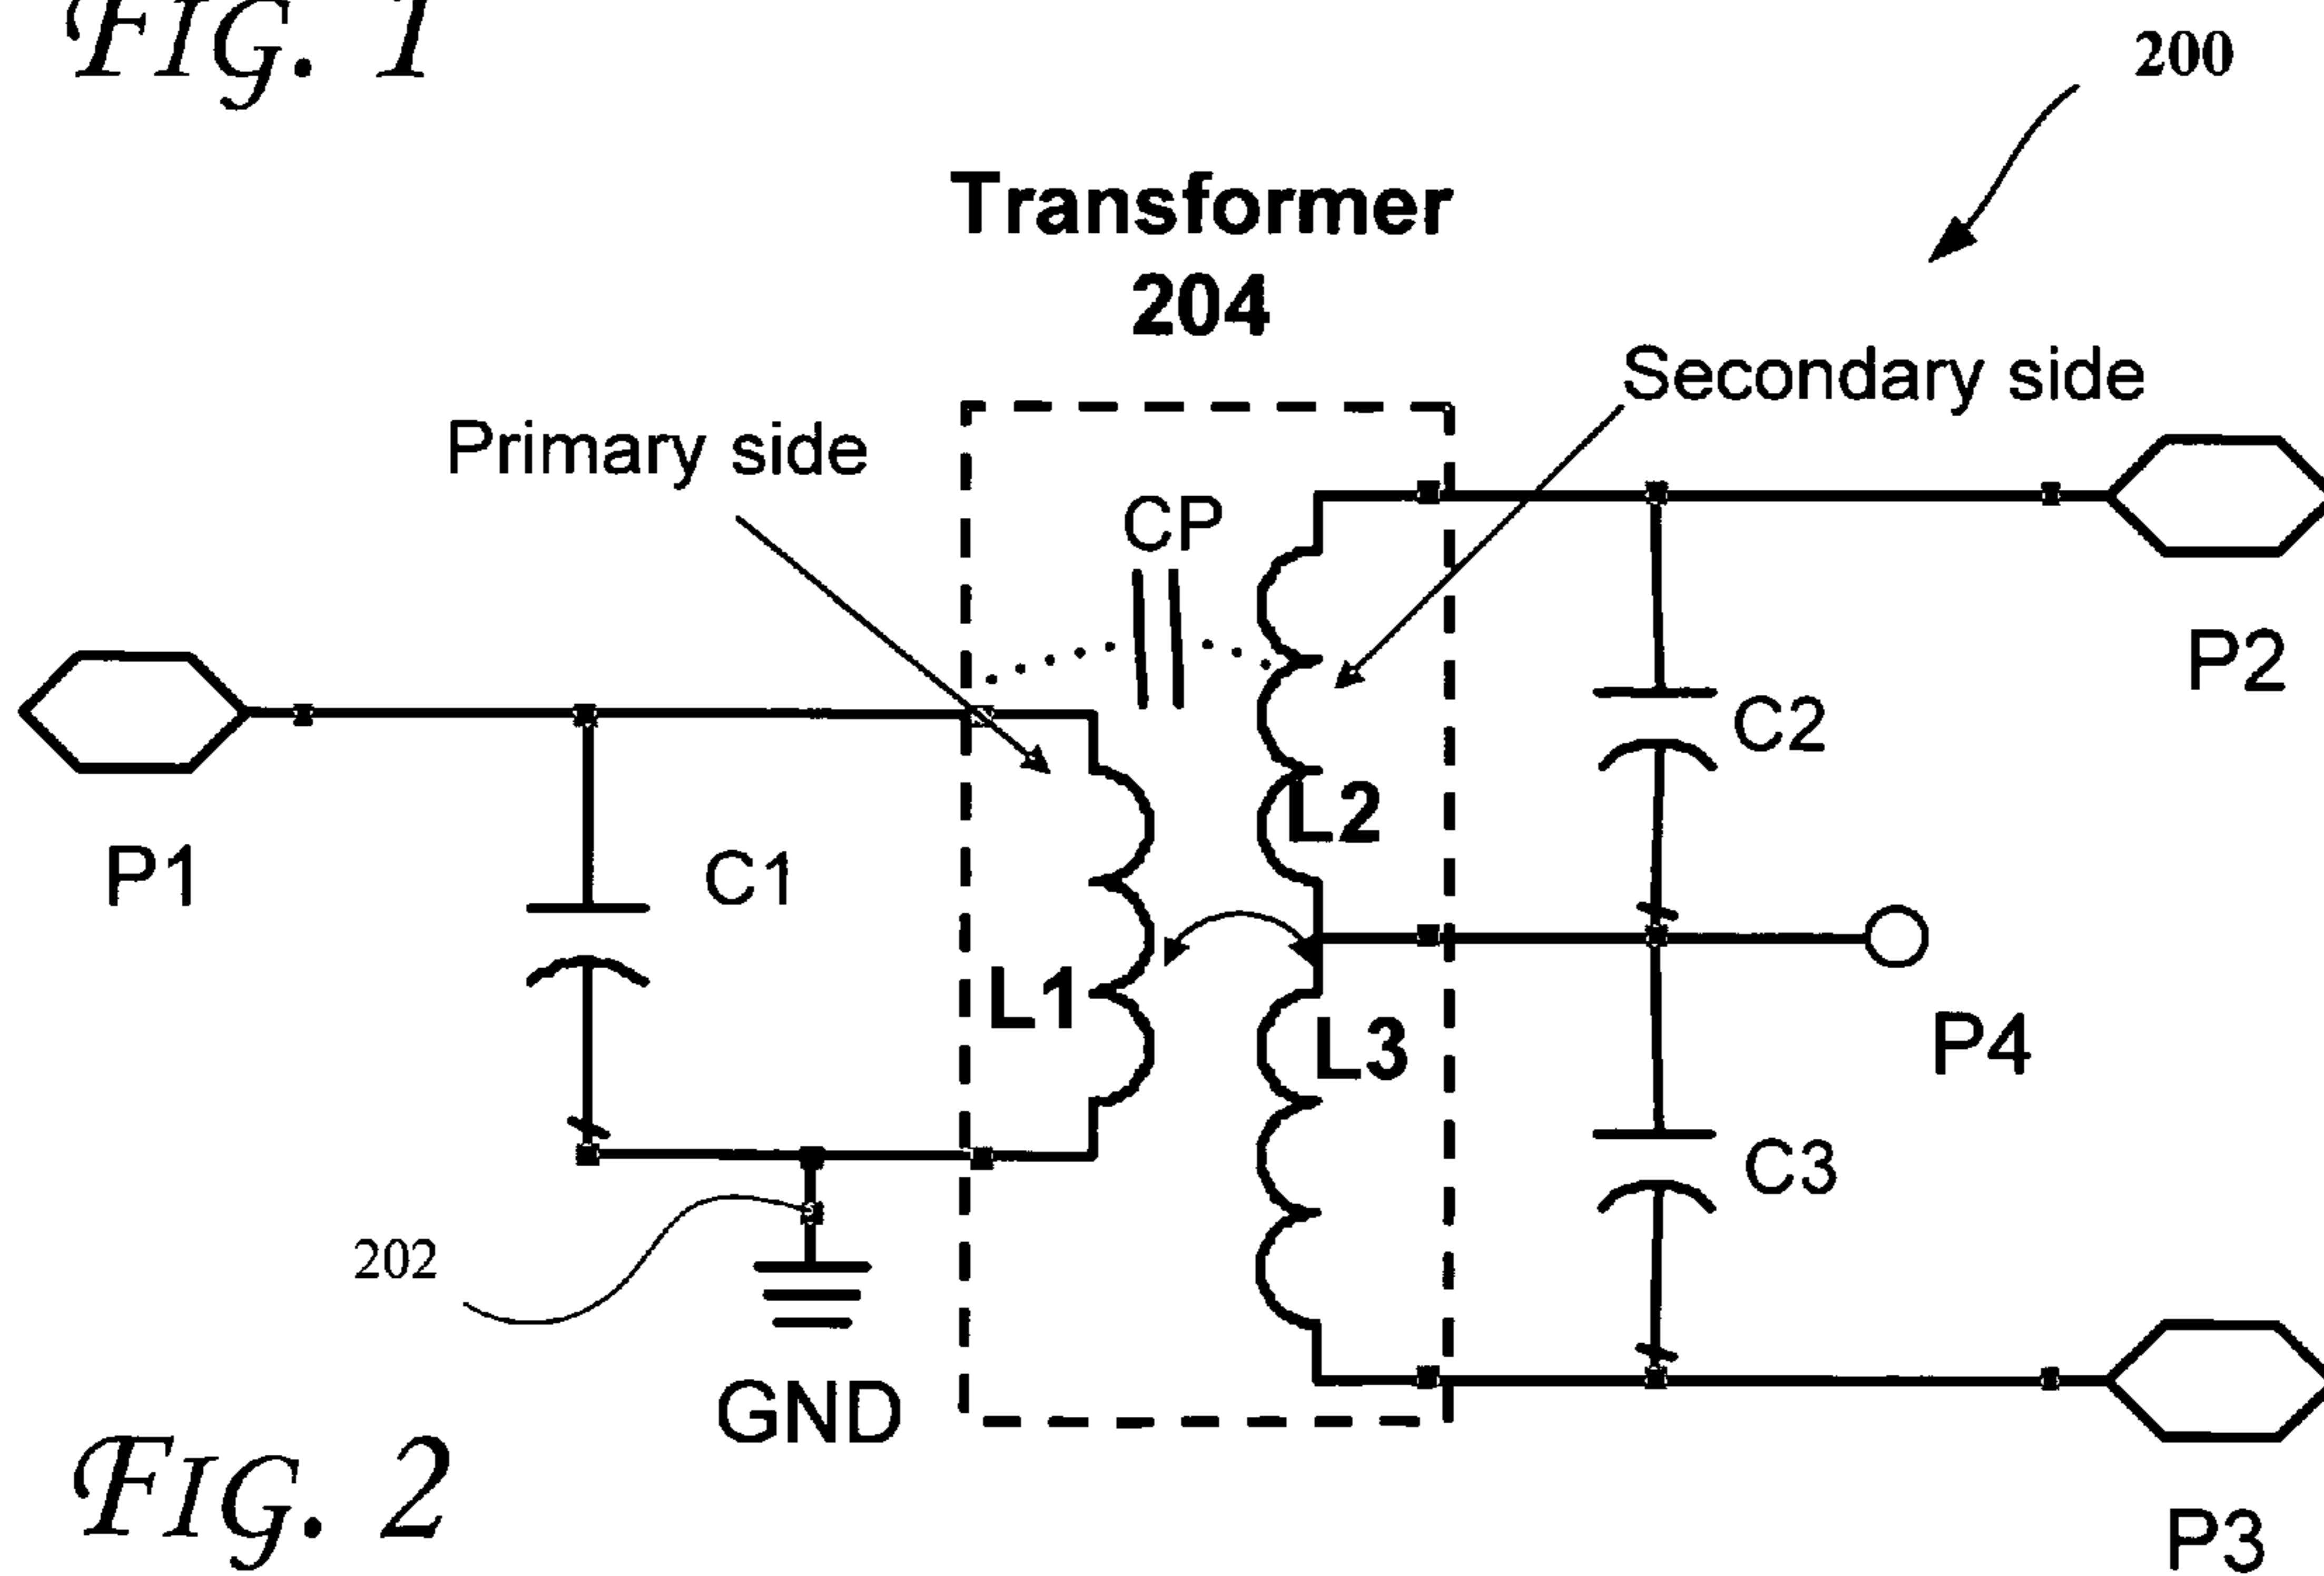 FIG. 1
200
Transformer
204
Secondary side
Primary side
CP
P2
C2
L2
P1
C1
L1
L3
P4
C3
202
GND
FIG. 2
P3